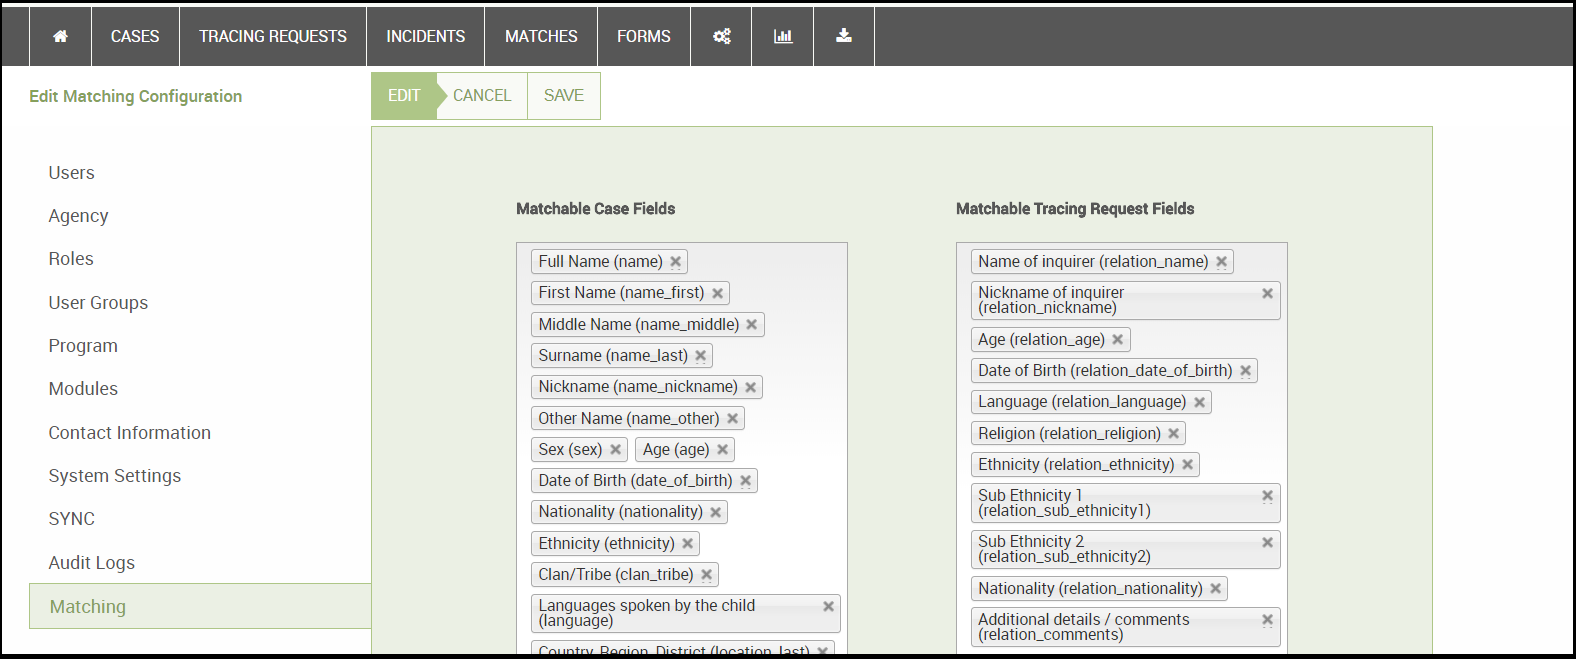 CASES
TRACING REQUESTS
INCIDENTS
MATCHES
FORMS
Edit Matching Configuration
EDIT
CANCEL
SAVE
Users
Agency
Roles
User Groups
Program
Modules
Contact Information
System Settings
SYNC
Audit Logs
Matching
Matchable Case Fields
Full Name (name)
First Name (name_first)
Middle Name (name_middle)
Surname (name_last)
Nickname (name_nickname)
Other Name (name_other)
Sex (sex) Age (age)
Date of Birth (date_of_birth)
Nationality (nationality)
Ethnicity (ethnicity)
Clan/Tribe (clan_tribe)
Languages spoken by the child
(language)
Country, Region, District (location_last)
Matchable Tracing Request Fields
Name of inquirer (relation_name)
Nickname of inquirer
(relation_nickname)
Age (relation_age)
Date of Birth (relation_date_of_birth)
Language (relation_language)
Religion (relation_religion)
Ethnicity (relation_ethnicity)
Sub Ethnicity 1
(relation_sub_ethnicity1)
Sub Ethnicity 2
(relation_sub_ethnicity2)
Nationality (relation_nationality)
Additional details / comments
(relation_comments)